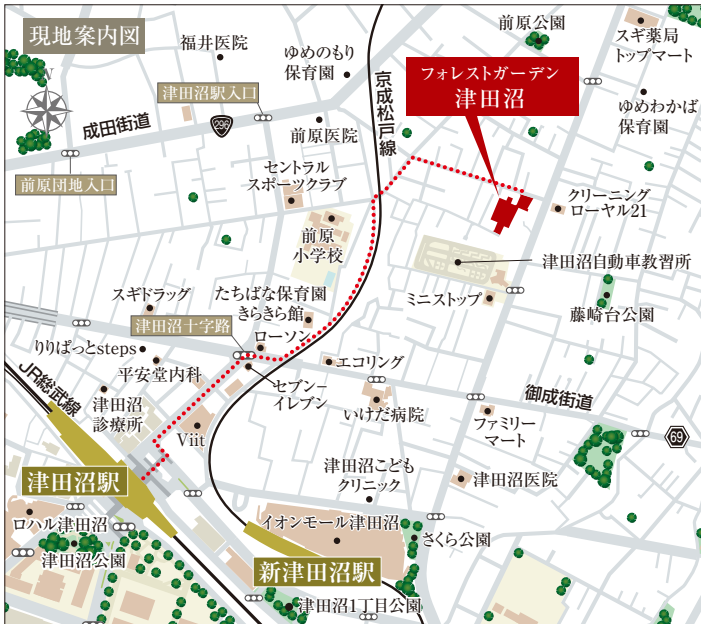 現地案内図
N
福井医院
ゆめのもり
保育園
前原公園
スギ薬局
トップマート
フォレストガーデン
津田沼
京成松戸線
津田沼駅入口
成田街道
296
前原医院
ゆめわかば
保育園
前原団地入口
セントラル
スポーツクラブ
クリーニング
ローヤル21
前原
小学校
津田沼自動車教習所
スギドラッグ
たちばな保育園
きらきら館
ミニストップ
藤崎台公園
津田沼十字路
ローソン
りりぱっとsteps
平安堂内科
エコリング
セブン-
イレブン
JR総武線
津田沼
診療所
いけだ病院
御成街道
Viit
ファミリー
マート
69
津田沼駅
津田沼こども
クリニック
津田沼医院
ロハル津田沼
イオンモール津田沼
さくら公園
津田沼公園
新津田沼駅
津田沼1丁目公園